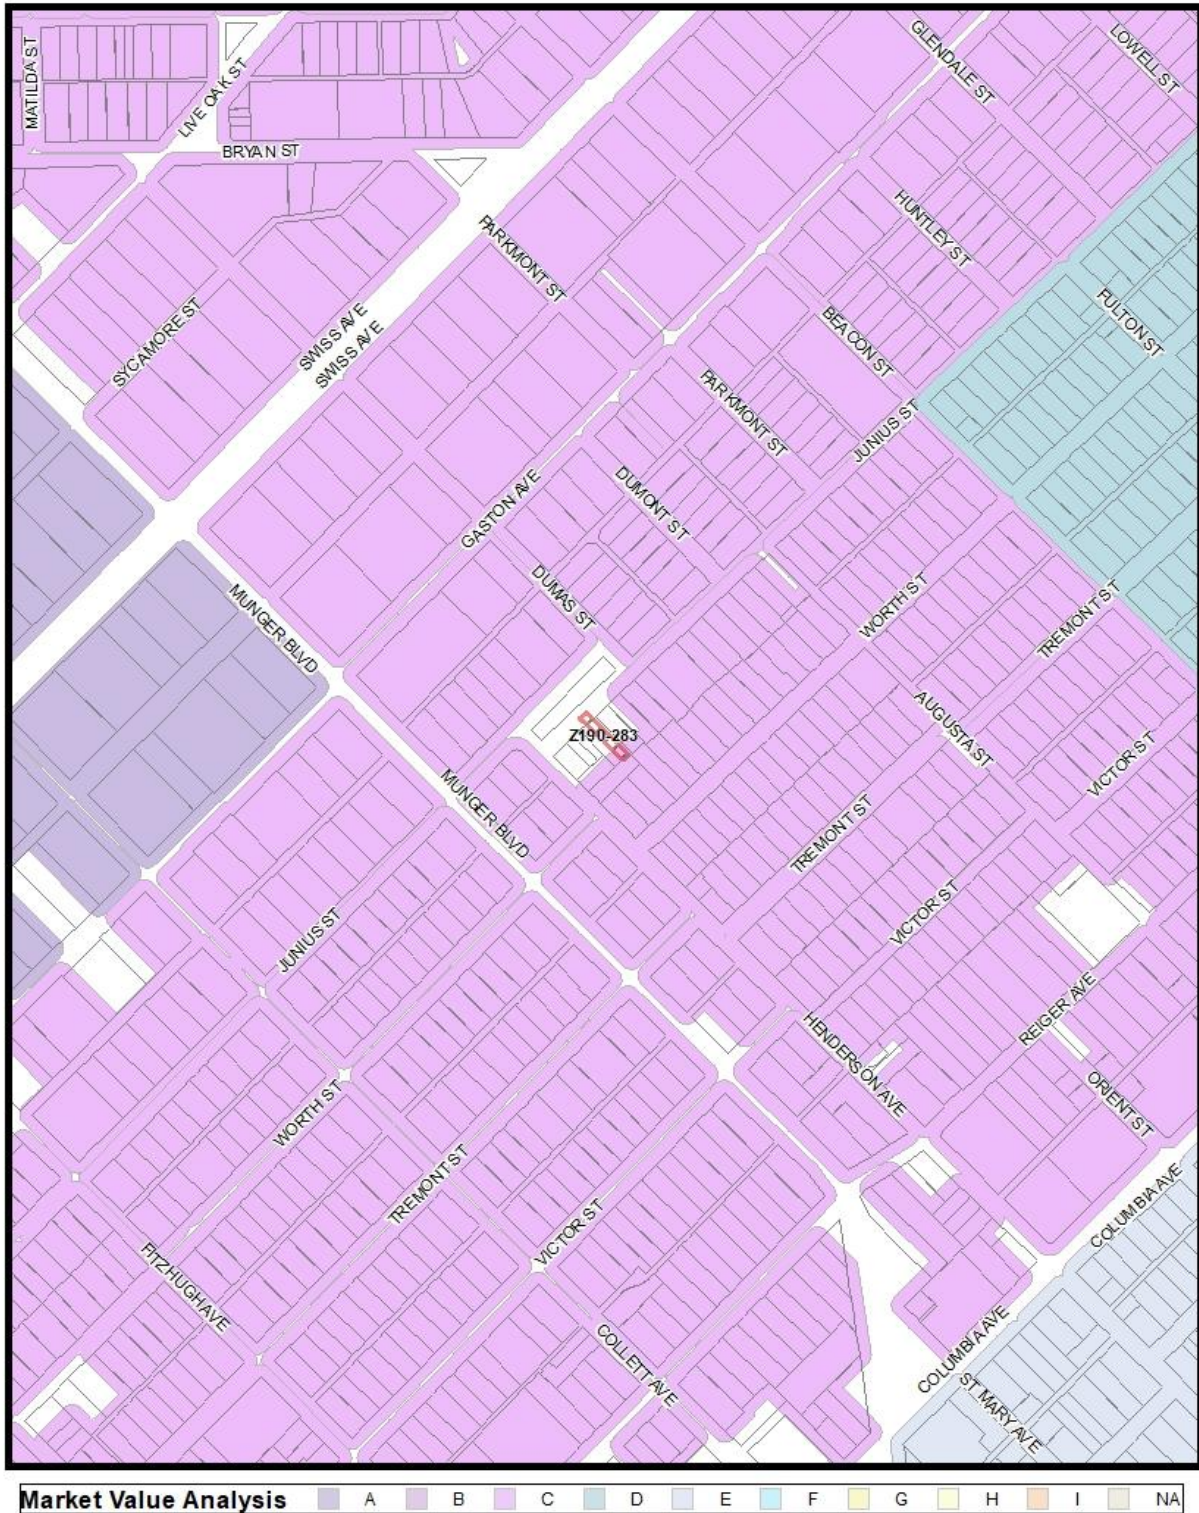 MATILDA ST
LIVE OAK ST
BRYAN ST
GLENDALE ST
LOWELL ST
HUNTLEY ST
PARKMONT ST
FULTON ST
SYCAMORE ST
SWISS AVE
SWISS AVE
BEACON ST
PARKMONT ST
JUNIUS ST
GASTON AVE
DUMONT ST
DUMAS ST
MUNGER BLVD
WORTH ST
TREMONT ST
AUGUSTA ST
Z190-283
VICTOR ST
MUNGER BLVD
TREMONT ST
VICTOR ST
JUNIUS ST
REIGER AVE
HENDERSON AVE
ORIENT ST
WORTH ST
TREMONT ST
COLUMBIA AVE
VICTOR ST
FITZHUGH AVE
COLLETT AVE
COLUMBIA AVE
ST MARY AVE
Market Value Analysis A B C D E F G H I NA